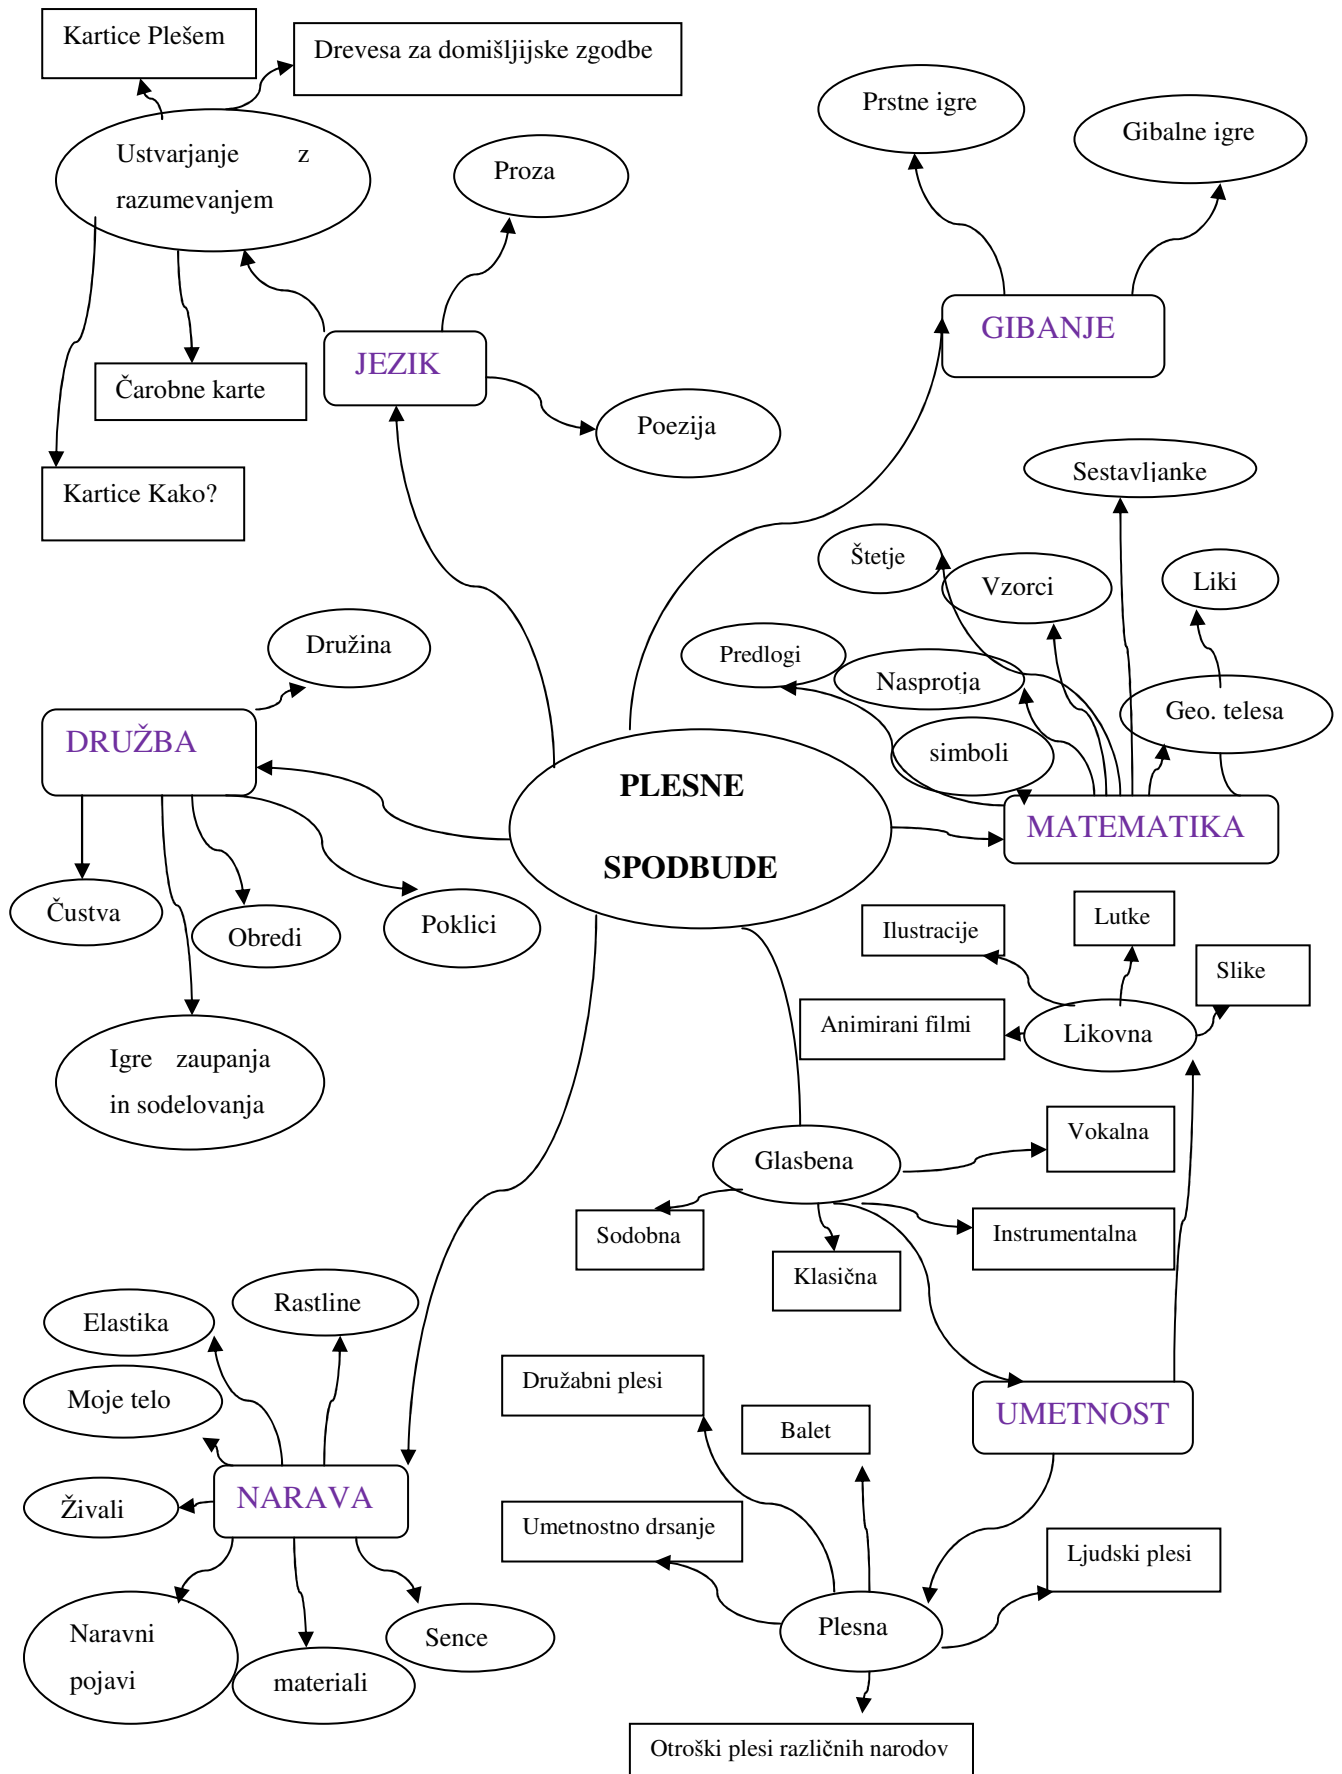 Kartice Plešem
Drevesa za domišljijske zgodbe
Ustvarjanje z
razumevanjem
Proza
Prstne igre
Gibalne igre
JEZIK
GIBANJE
Čarobne karte
Poezija
Kartice Kako?
Sestavljanke
Štetje
Vzorci
Liki
Družina
Predlogi
Nasprotja
Geo. telesa
DRUŽBA
simboli
PLESNE
SPODBUDE
MATEMATIKA
Čustva
Obredi
Poklici
Ilustracije
Lutke
Slike
Animirani filmi
Likovna
Igre zaupanja
in sodelovanja
Glasbena
Vokalna
Sodobna
Klasična
Instrumentalna
Elastika
Rastline
Moje telo
Družabni plesi
Balet
UMETNOST
Živali
NARAVA
Umetnostno drsanje
Ljudski plesi
Naravni
pojavi
materiali
Sence
Plesna
Otroški plesi različnih narodov